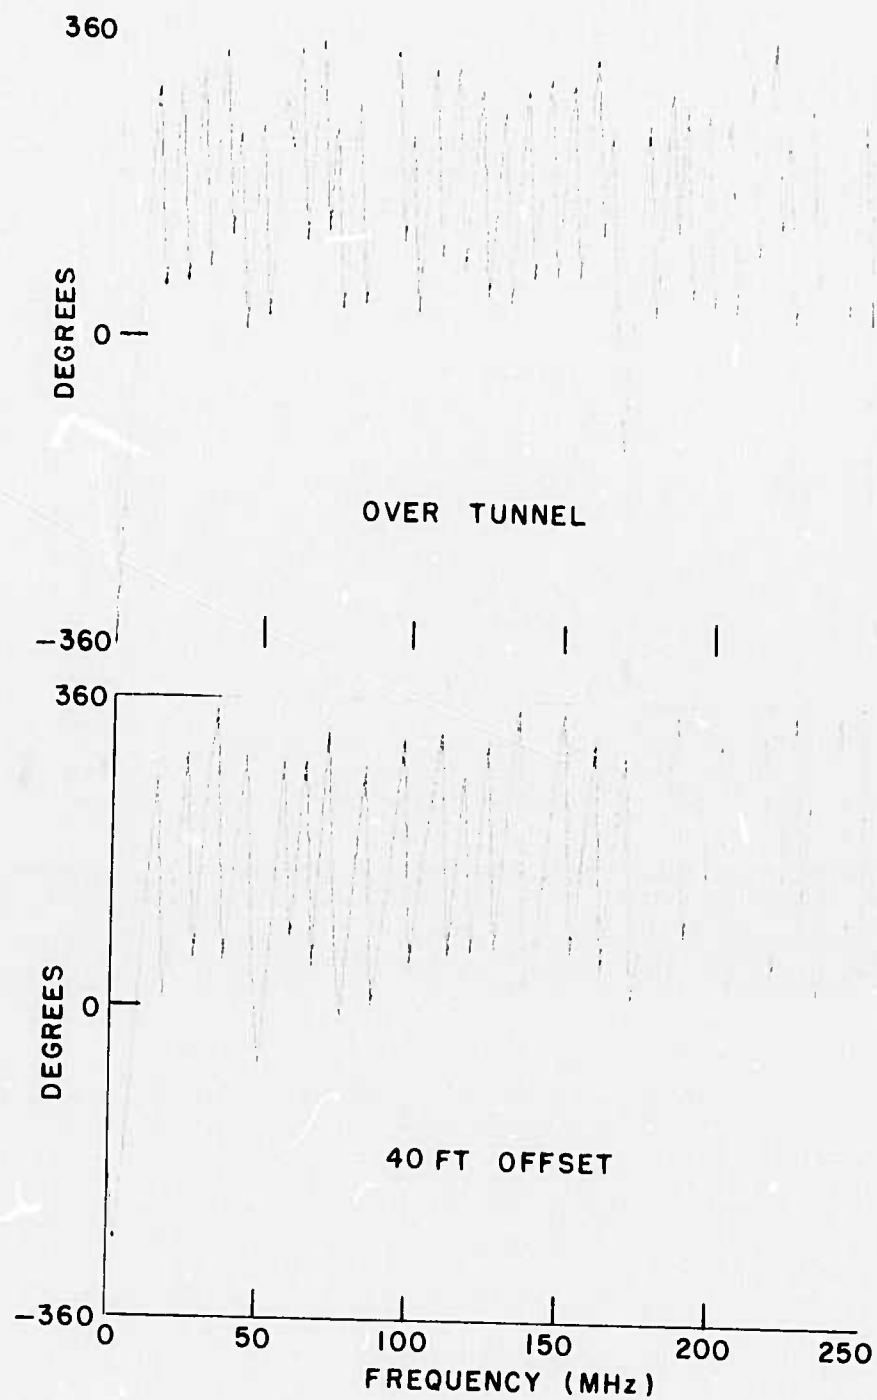 360
DEGREES
0
OVER TUNNEL
-360
360
DEGREES
0
40 FT OFFSET
-360
0 50 100 150 200 250
FREQUENCY (MHz)